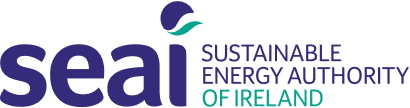 seai
SUSTAINABLE
ENERGY AUTHORITY
OF IRELAND